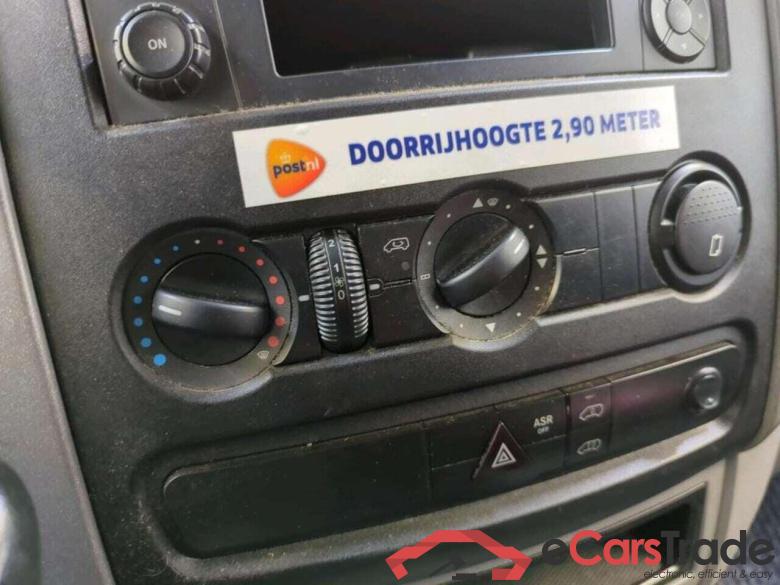 ON
postnl
DOORRIJHOOGTE 2,90 METER
2
1
0
ASR
OFF
eCarsTrade
electronic, efficient & easy